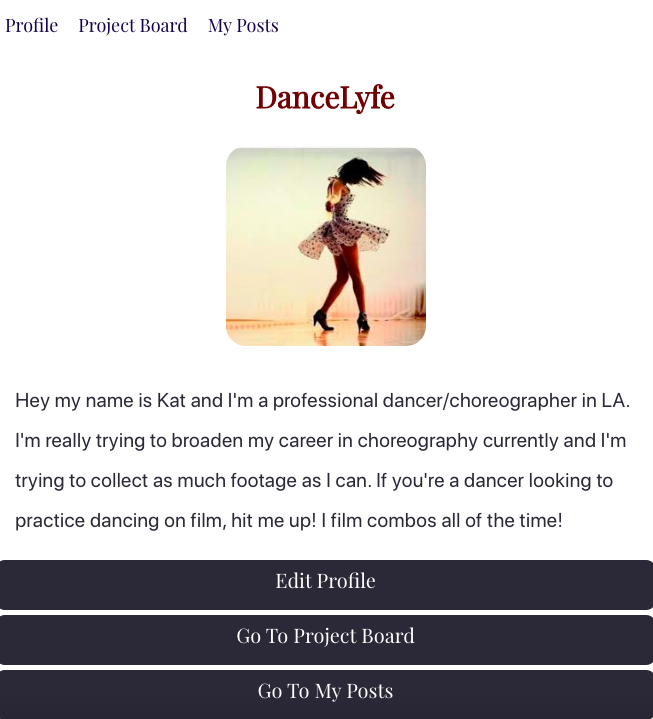 Profile Project Board My Posts
DanceLyfe
Hey my name is Kat and I'm a professional dancer/choreographer in LA.
I'm really trying to broaden my career in choreography currently and I'm
trying to collect as much footage as I can. If you're a dancer looking to
practice dancing on film, hit me up! I film combos all of the time!
Edit Profile
Go To Project Board
Go To My Posts